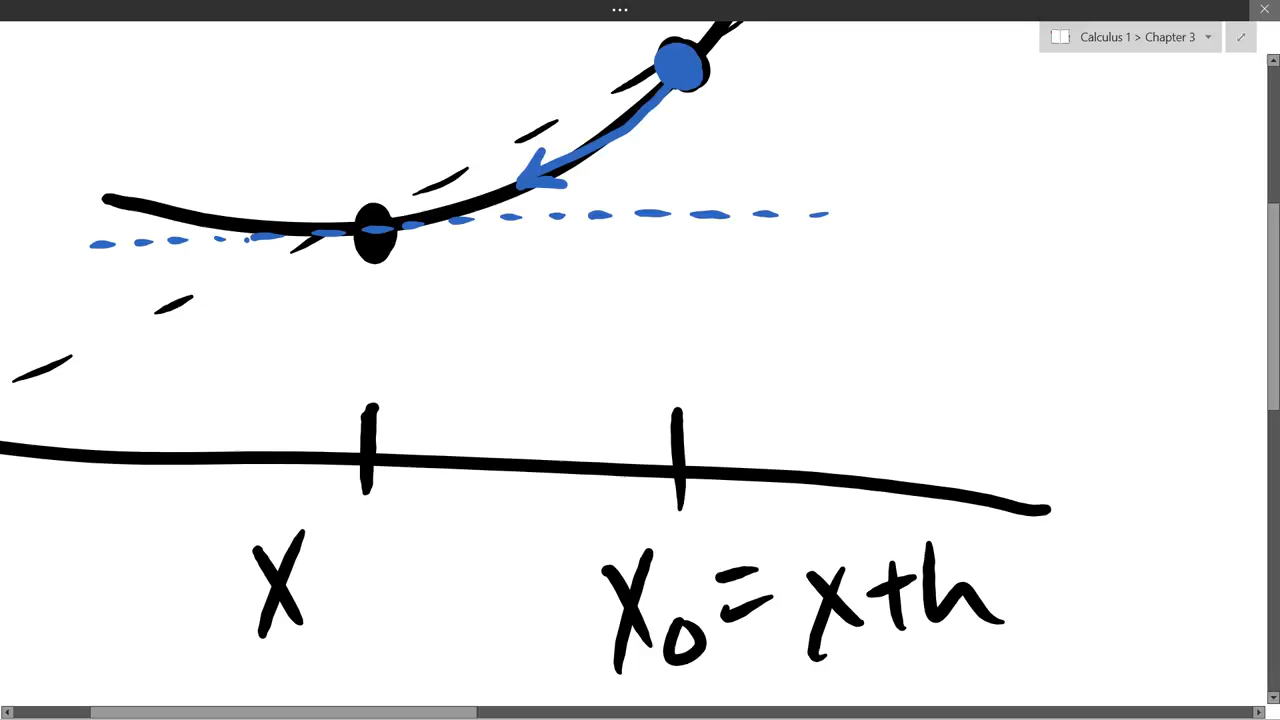 Calculus 1 > Chapter 3
x
x₀ = x+h